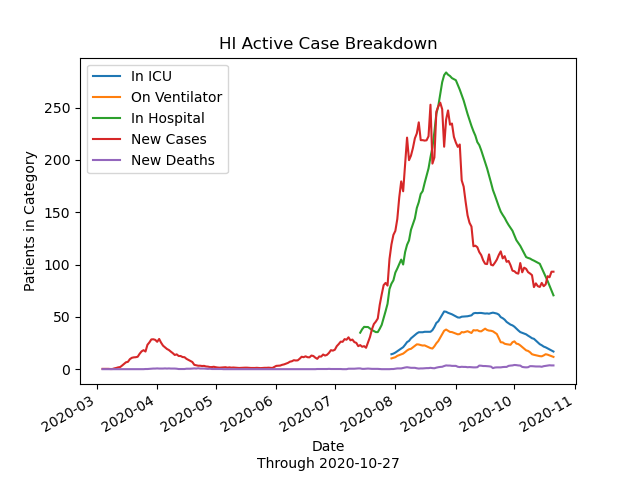 HI Active Case Breakdown
In ICU
On Ventilator
In Hospital
New Cases
New Deaths
Patients in Category
250
200
150
100
50
0
2020-03
2020-04
2020-05
2020-06
2020-07
2020-08
2020-09
2020-10
2020-11
Date
Through 2020-10-27